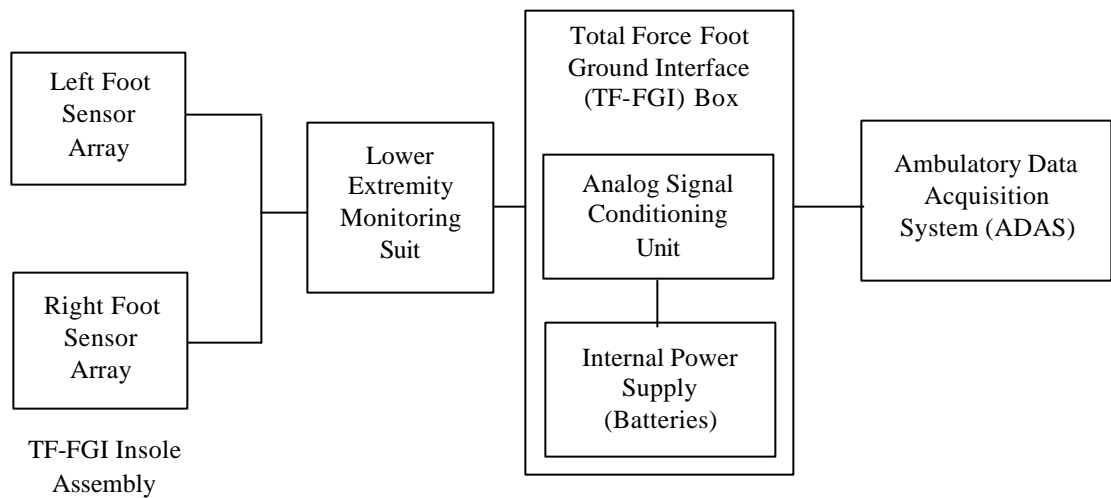 Left Foot
Sensor
Array
Right Foot
Sensor
Array
TF-FGI Insole
Assembly
Lower
Extremity
Monitoring
Suit
Total Force Foot
Ground Interface
(TF-FGI) Box
Analog Signal
Conditioning
Unit
Internal Power
Supply
(Batteries)
Ambulatory Data
Acquisition
System (ADAS)